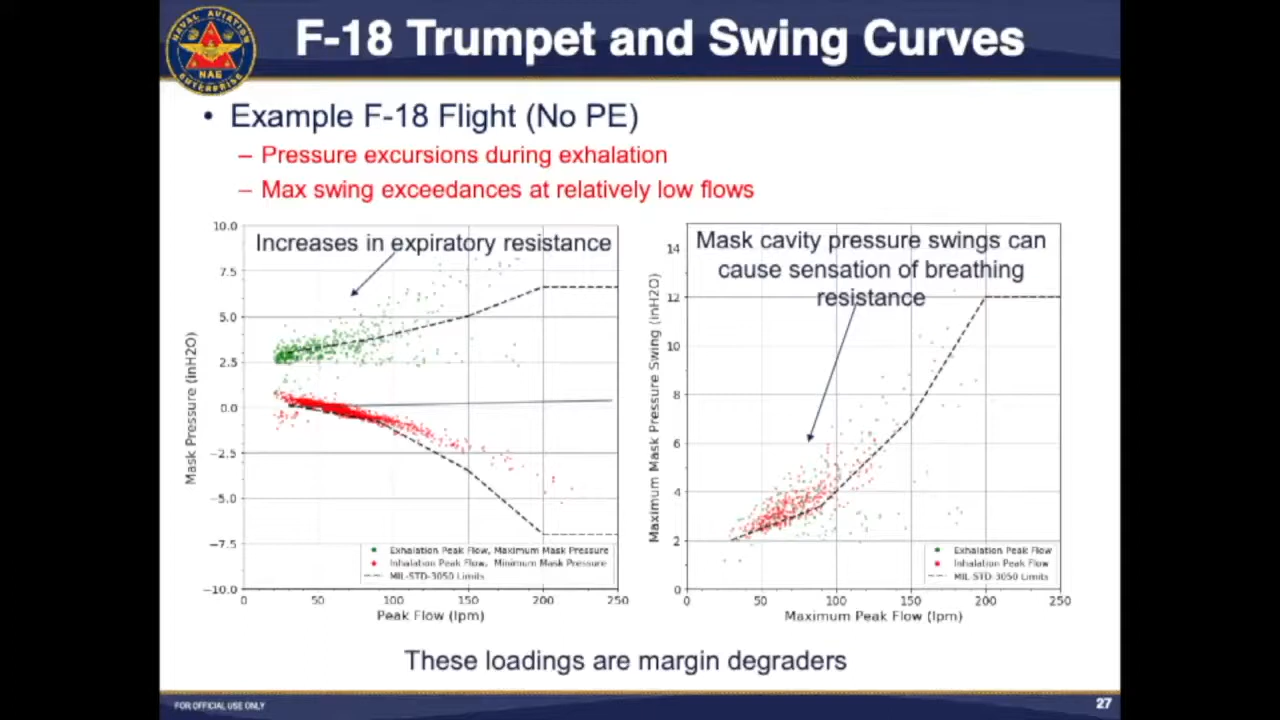 NAVAL AVIATION
NAE
ENTERPRISE
F-18 Trumpet and Swing Curves
• Example F-18 Flight (No PE)
– Pressure excursions during exhalation
– Max swing exceedances at relatively low flows
Increases in expiratory resistance
10.0
7.5
5.0
2.5
0.0
−2.5
−5.0
−7.5
−10.0
Mask Pressure (inH2O)
Exhalation Peak Flow, Maximum Mask Pressure
Inhalation Peak Flow, Minimum Mask Pressure
MIL-STD-3050 Limits
0 50 100 150 200 250
Peak Flow (lpm)
Mask cavity pressure swings can
cause sensation of breathing
resistance
14
12
10
8
6
4
2
0
Maximum Mask Pressure Swing (inH2O)
Exhalation Peak Flow
Inhalation Peak Flow
MIL-STD-3050 Limits
0 50 100 150 200 250
Maximum Peak Flow (lpm)
These loadings are margin degraders
FOR OFFICIAL USE ONLY
27